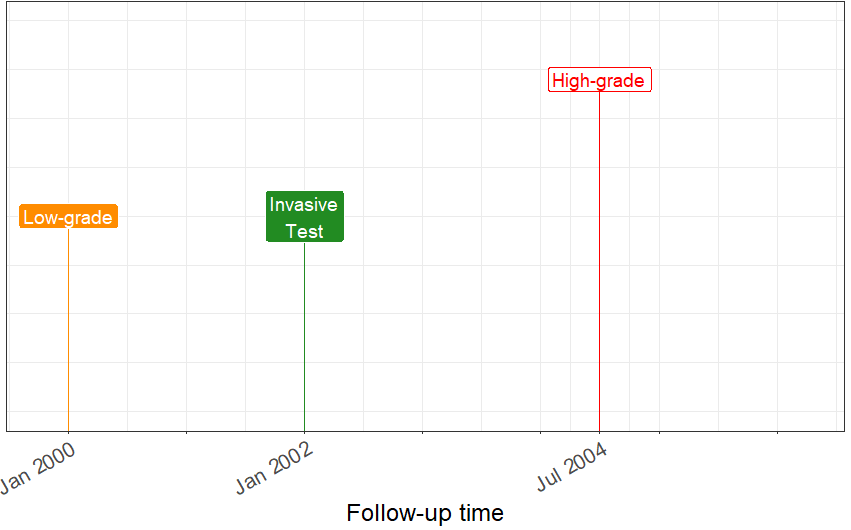 High-grade
Invasive
Test
Low-grade
Jan 2000
Jan 2002
Jul 2004
Follow-up time